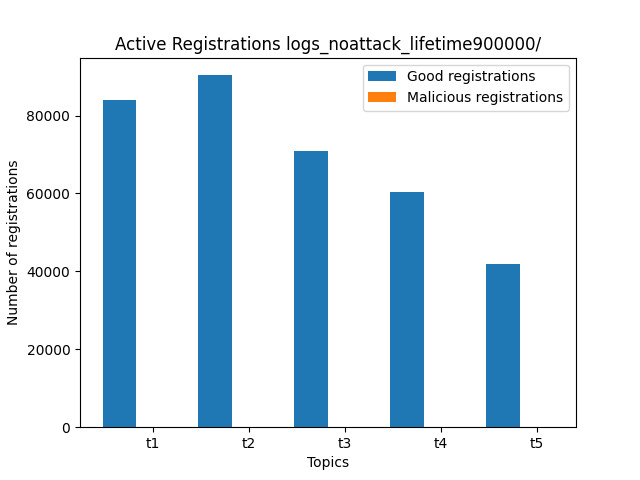 Active Registrations logs_noattack_lifetime900000/
Good registrations
Malicious registrations
Number of registrations
80000
60000
40000
20000
0
t1 t2 t3 t4 t5
Topics